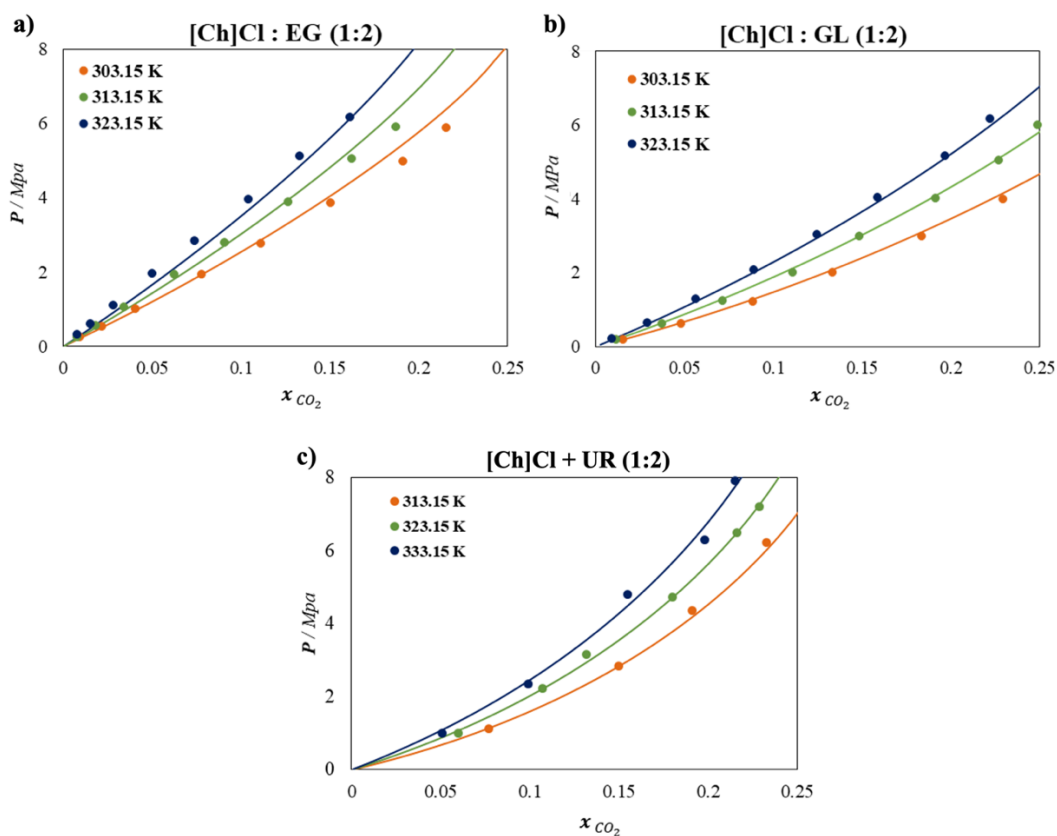 a)
[Ch]Cl : EG (1:2)
8
6
4
2
0
P / Mpa
303.15 K
313.15 K
323.15 K
0 0.05 0.1 0.15 0.2 0.25
x CO2
b)
[Ch]Cl : GL (1:2)
8
6
4
2
0
P / MPa
303.15 K
313.15 K
323.15 K
0 0.05 0.1 0.15 0.2 0.25
x CO2
c)
[Ch]Cl + UR (1:2)
8
6
4
2
0
P / Mpa
313.15 K
323.15 K
333.15 K
0 0.05 0.1 0.15 0.2 0.25
x CO2